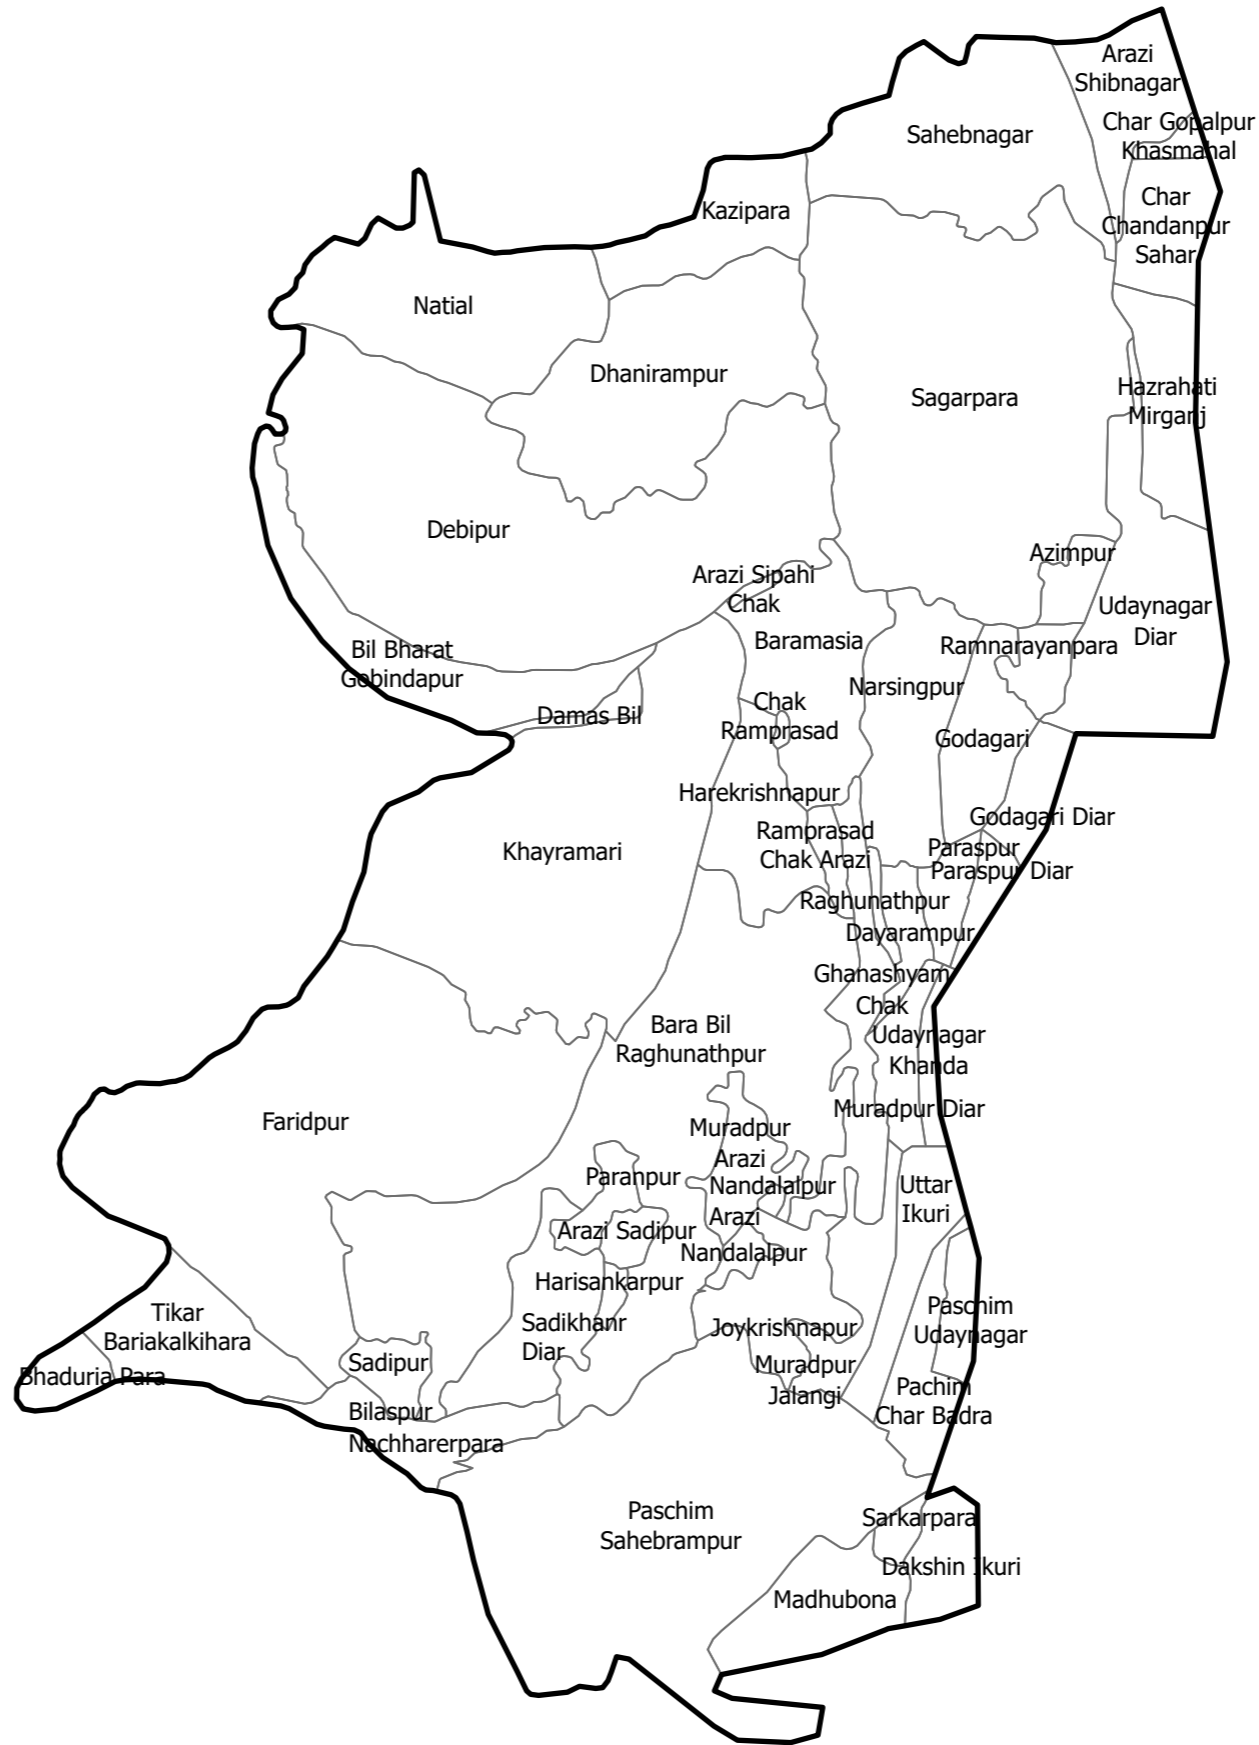 Arazi
Shibnagar
Char Gopalpur
Khasmahal
Sahebnagar
Char
Chandanpur
Sahar
Kazipara
Natial
Dhanirampur
Sagarpara
Hazrahati
Mirganj
Debipur
Azimpur
Arazi Sipahi
Chak
Udaynagar
Diar
Baramasia
Ramnarayanpara
Bil Bharat
Gobindapur
Narsingpur
Chak
Ramprasad
Damas Bil
Godagari
Harekrishnapur
Godagari Diar
Ramprasad
Chak Arazi
Khayramari
Paraspur
Paraspur Diar
Raghunathpur
Dayarampur
Ghanashyam
Chak
Bara Bil
Raghunathpur
Udaynagar
Khanda
Faridpur
Muradpur Diar
Muradpur
Arazi
Paranpur
Nandalalpur
Arazi
Uttar
Ikuri
Arazi Sadipur
Nandalalpur
Harisankarpur
Tikar
Bariakalkihara
Sadikhanr
Diar
Joykrishnapur
Paschim
Udaynagar
Bhaduria Para
Sadipur
Muradpur
Jalangi
Pachim
Char Badra
Bilaspur
Nachharerpara
Paschim
Sahebrampur
Sarkarpara
Dakshin Ikuri
Madhubona